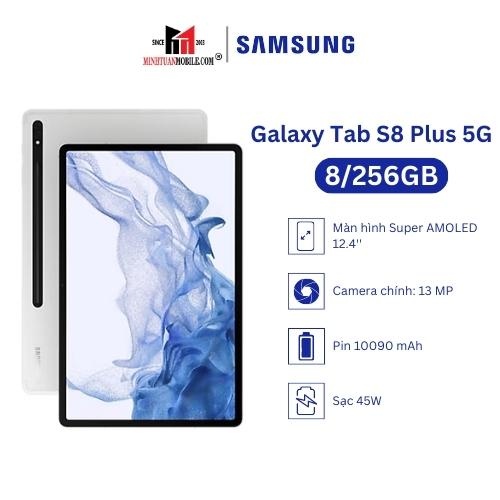 SINCE 2013
MINHTUANMOBILE.COM ®
SAMSUNG
Galaxy Tab S8 Plus 5G
8/256GB
Màn hình Super AMOLED
12.4''
Camera chính: 13 MP
Pin 10090 mAh
Sạc 45W